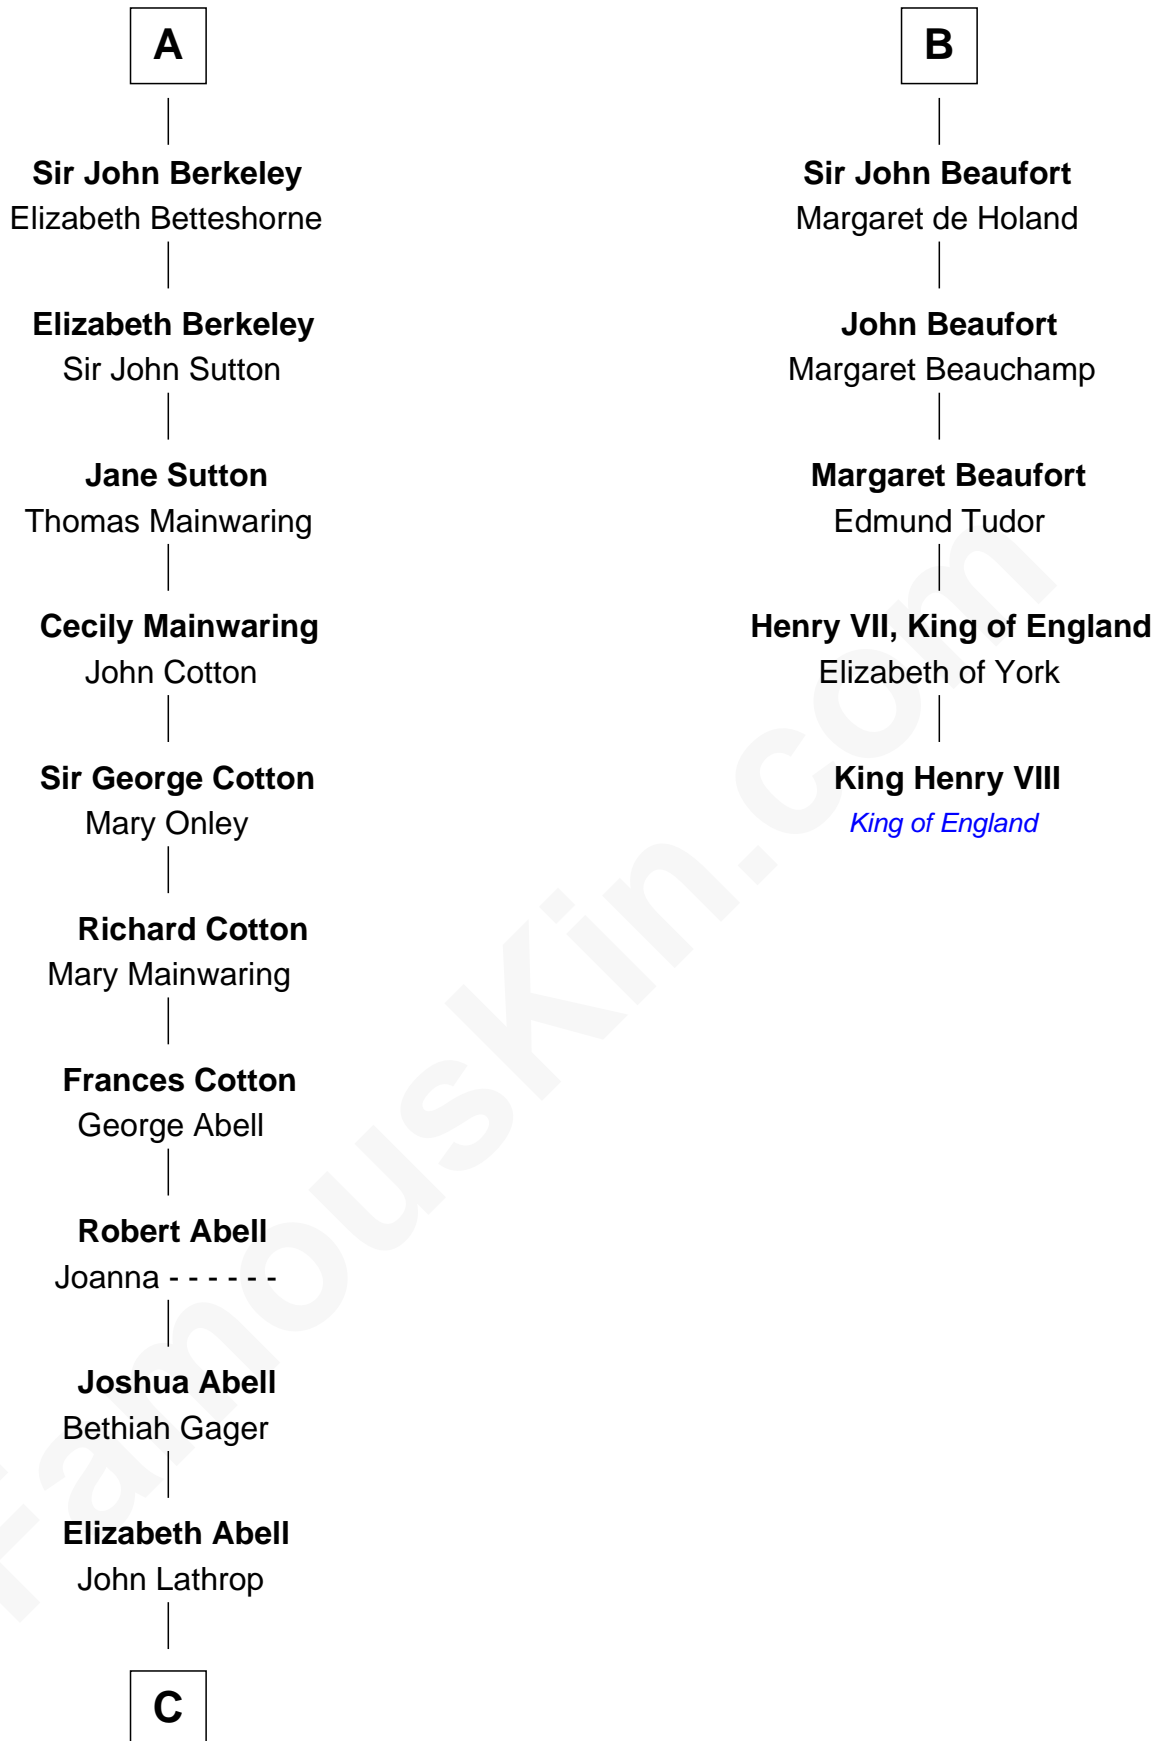 A
Sir John Berkeley
Elizabeth Betteshorne
Elizabeth Berkeley
Sir John Sutton
Jane Sutton
Thomas Mainwaring
Cecily Mainwaring
John Cotton
Sir George Cotton
Mary Onley
Richard Cotton
Mary Mainwaring
Frances Cotton
George Abell
Robert Abell
Joanna - - - - - -
Joshua Abell
Bethiah Gager
Elizabeth Abell
John Lathrop
C
B
Sir John Beaufort
Margaret de Holand
John Beaufort
Margaret Beauchamp
Margaret Beaufort
Edmund Tudor
Henry VII, King of England
Elizabeth of York
King Henry VIII
King of England
FamousKin.com